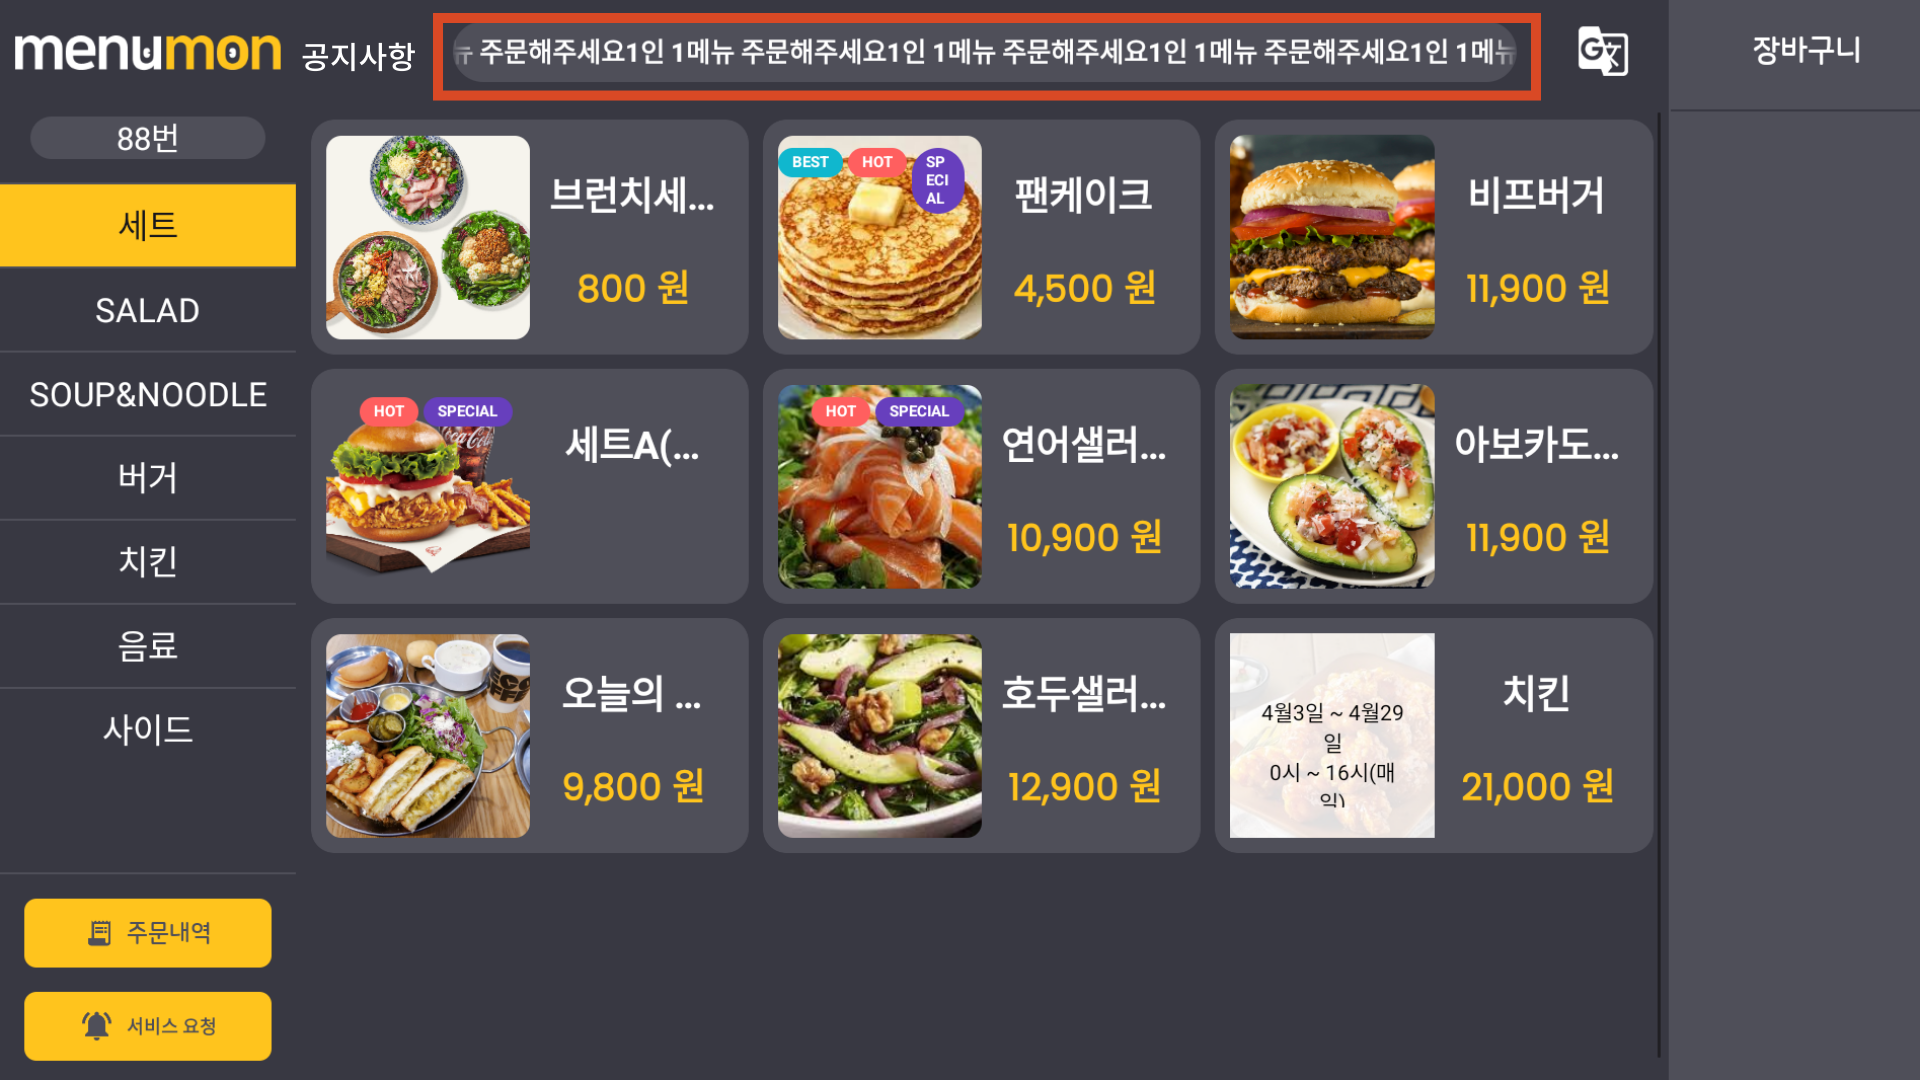 menumon
공지사항
뉴 주문해주세요1인 1메뉴 주문해주세요1인 1메뉴 주문해주세요1인 1메뉴 주문해주세요1인 1메뉴
장바구니
88번
세트
SALAD
SOUP&NOODLE
버거
치킨
음료
사이드
주문내역
서비스 요청
브런치세...
800 원
BEST
HOT
SP
ECI
AL
팬케이크
4,500 원
비프버거
11,900 원
HOT
SPECIAL
Coca-Cola
세트A(...
HOT
SPECIAL
연어샐러...
10,900 원
아보카도...
11,900 원
오늘의 ...
9,800 원
호두샐러...
12,900 원
4월3일 ~ 4월29
일
0시 ~ 16시(매
일)
치킨
21,000 원